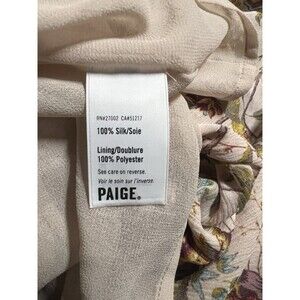 RN#27002 CA#51217
100% Silk/Soie
Lining/Doublure
100% Polyester
See care on reverse.
Voir le soin sur l'inverse.
PAIGE®